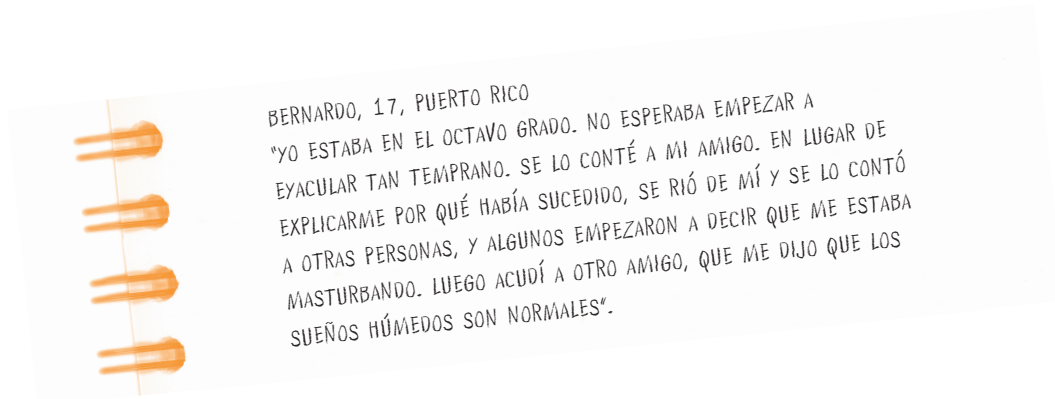 BERNARDO, 17, PUERTO RICO
"YO ESTABA EN EL OCTAVO GRADO. NO ESPERABA EMPEZAR A
EYACULAR TAN TEMPRANO. SE LO CONTÉ A MI AMIGO. EN LUGAR DE
EXPLICARME POR QUÉ HABÍA SUCEDIDO, SE RIÓ DE MÍ Y SE LO CONTÓ
A OTRAS PERSONAS, Y ALGUNOS EMPEZARON A DECIR QUE ME ESTABA
MASTURBANDO. LUEGO ACUDÍ A OTRO AMIGO, QUE ME DIJO QUE LOS
SUEÑOS HÚMEDOS SON NORMALES".